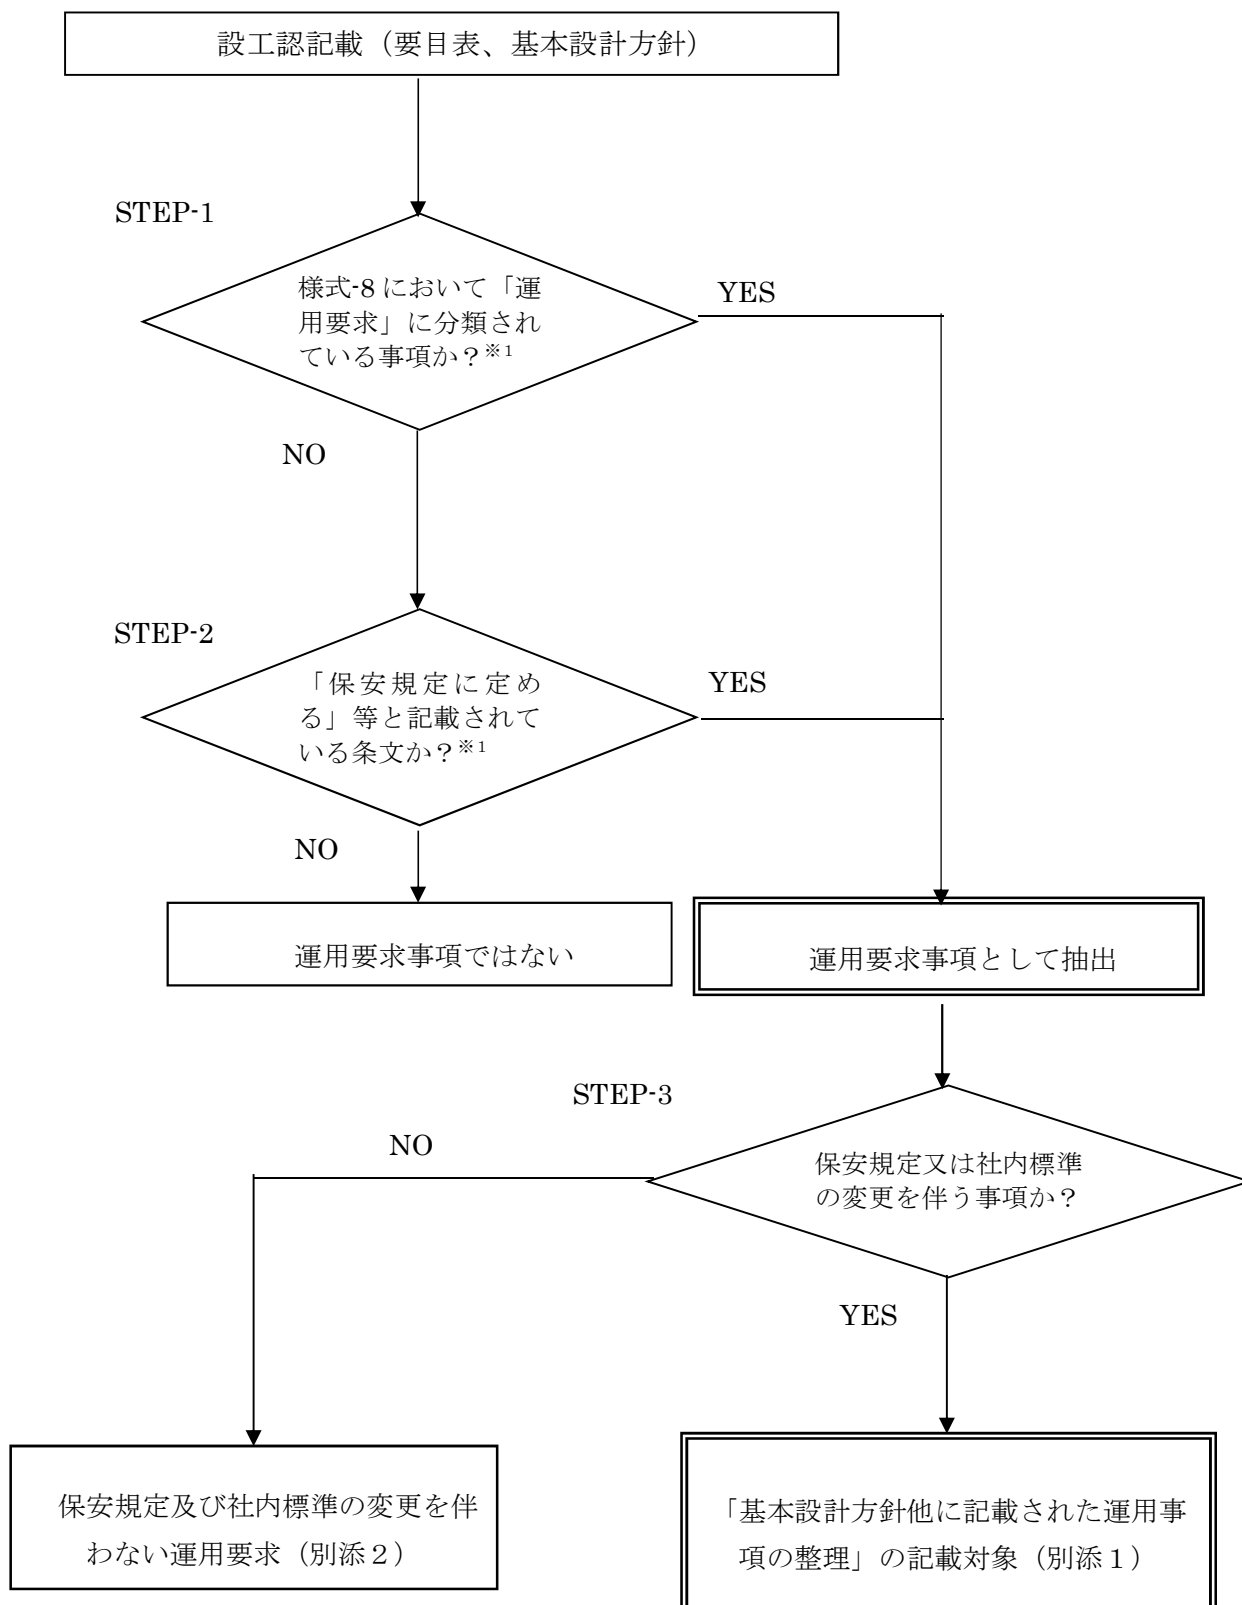 設工認記載（要目表、基本設計方針）
STEP-1
様式-8において「運
用要求」に分類され
ている事項か？※1
YES
NO
STEP-2
「保安規定に定め
る」等と記載されて
いる条文か？※1
YES
NO
運用要求事項ではない
運用要求事項として抽出
STEP-3
NO
保安規定又は社内標準
の変更を伴う事項か？
YES
保安規定及び社内標準の変更を伴
わない運用要求（別添２）
「基本設計方針他に記載された運用事
項の整理」の記載対象（別添１）